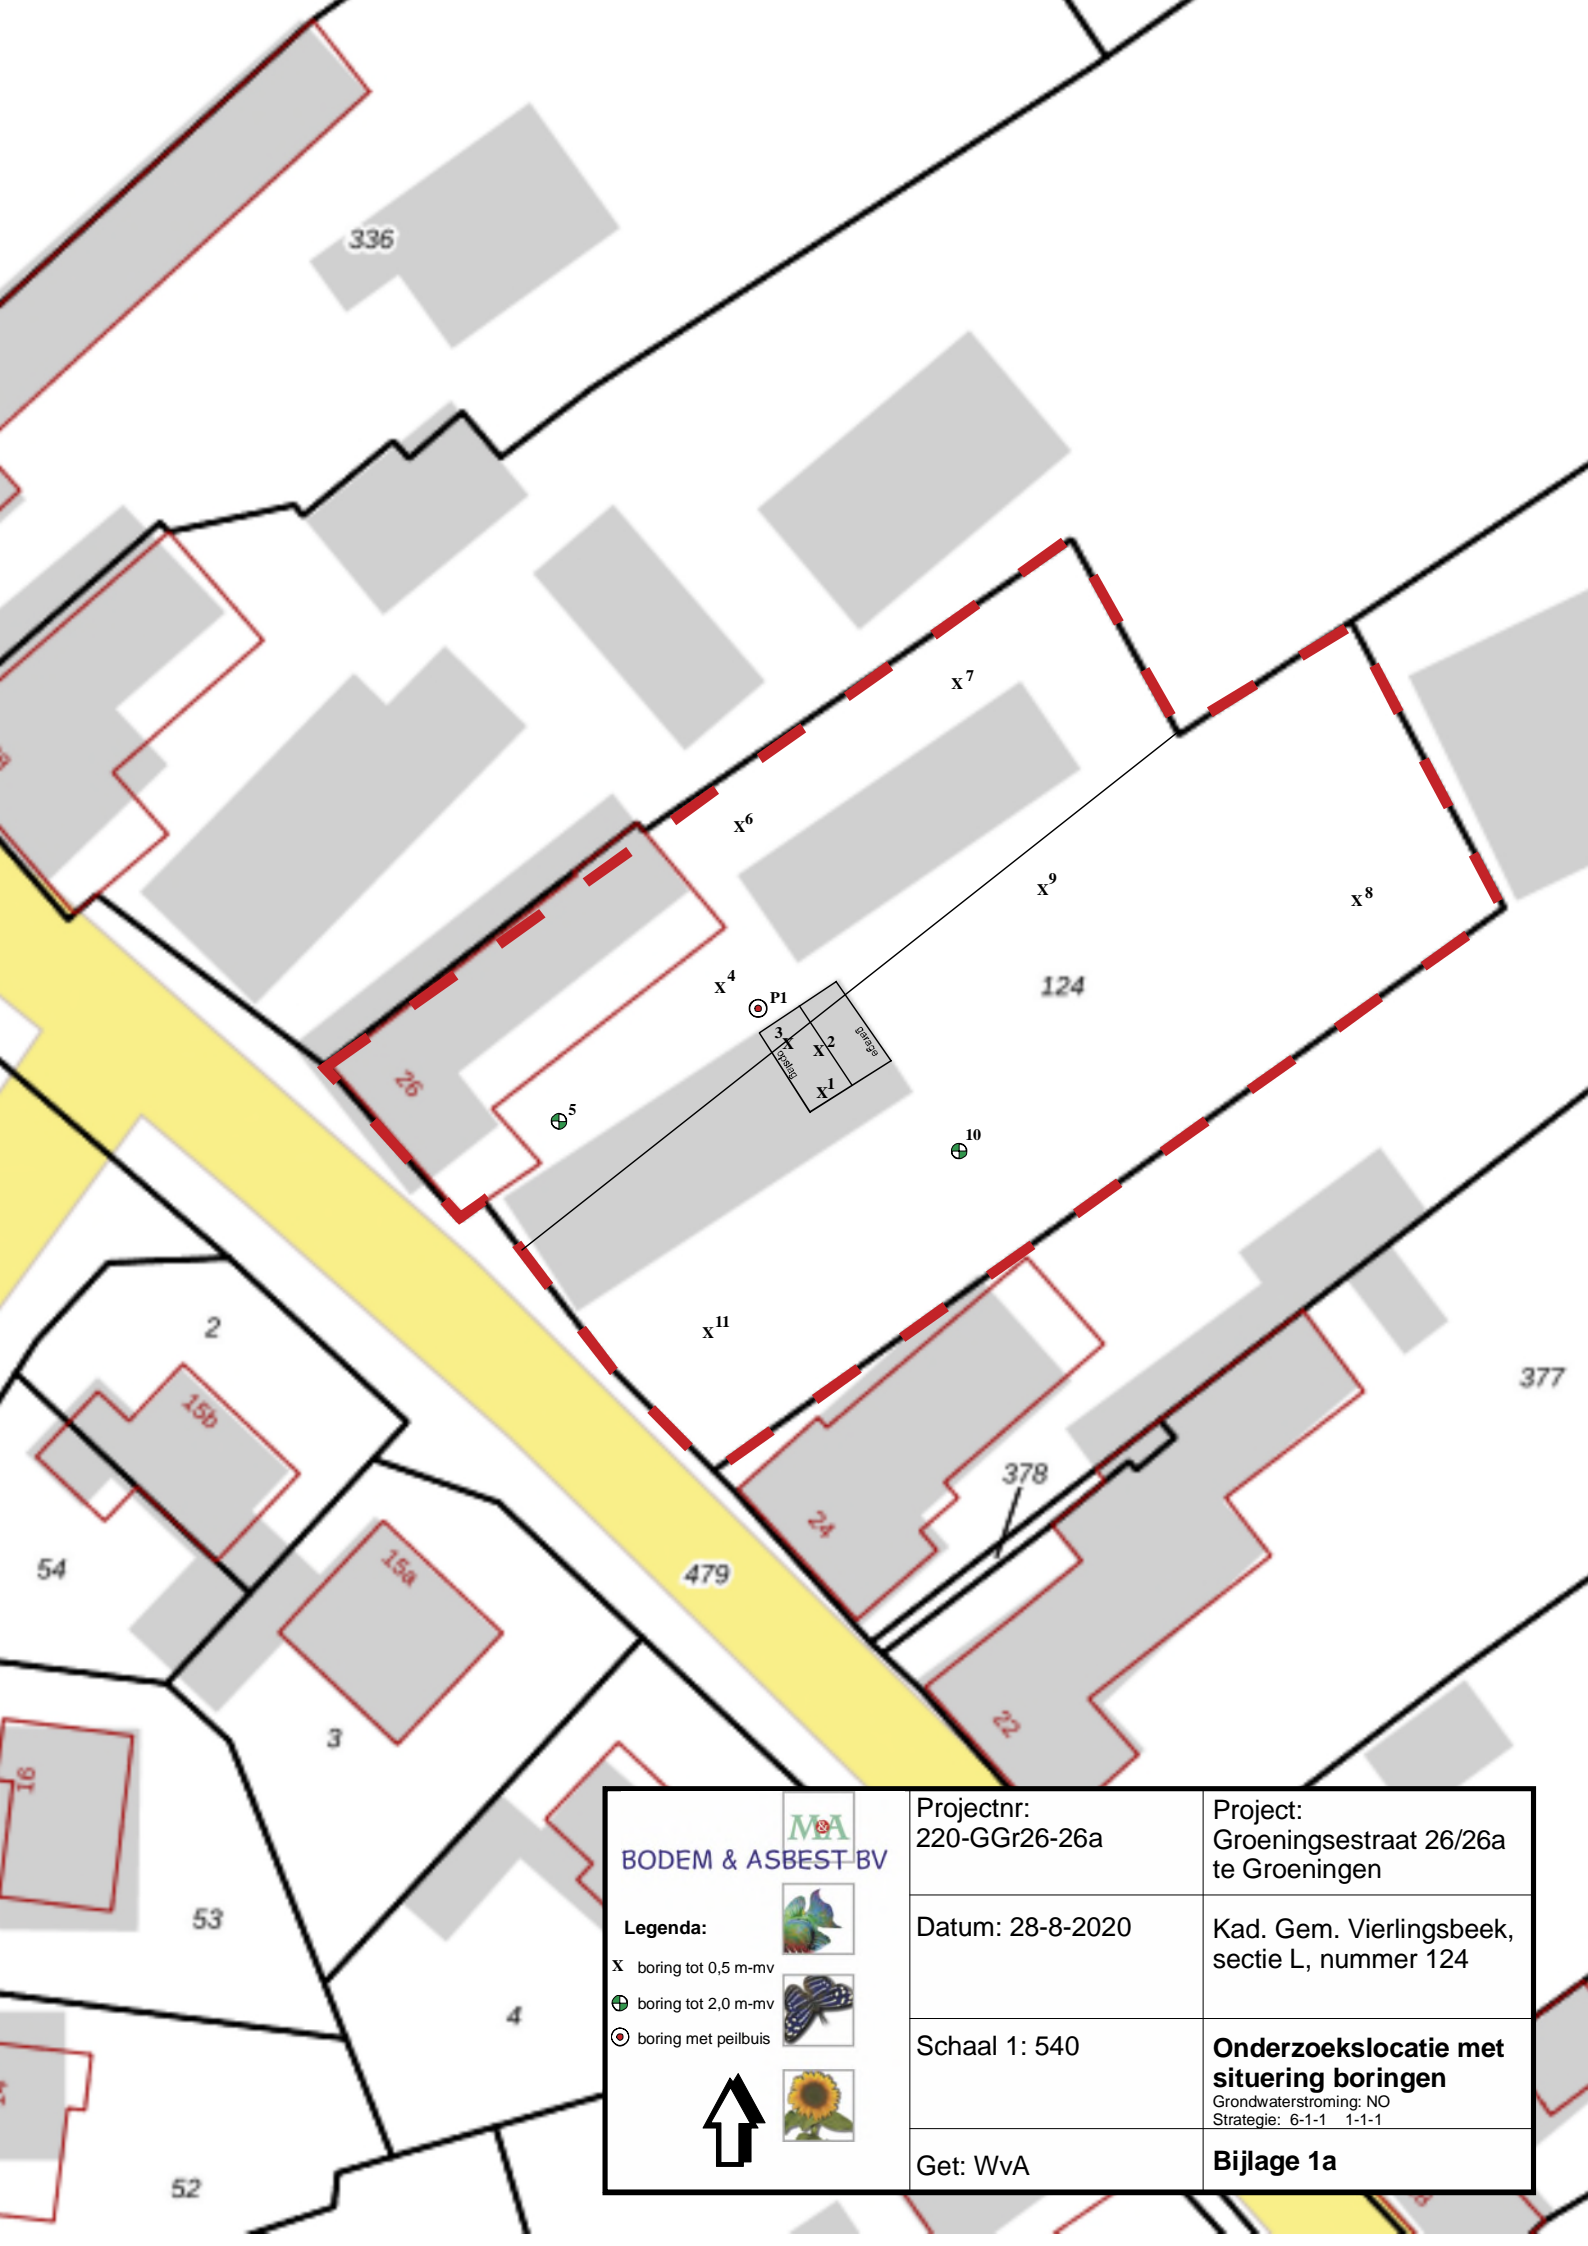 336
x7
x6
x9
x8
x4
P1
124
3
x
x2
garage
opslag
x1
26
5
10
2
x11
15b
377
378
24
54
15a
479
22
3
16
53
4
52
M&A
BODEM & ASBEST BV
Legenda:
x boring tot 0,5 m-mv
boring tot 2,0 m-mv
boring met peilbuis
Projectnr:
220-GGr26-26a
Datum: 28-8-2020
Schaal 1: 540
Get: WvA
Project:
Groeningsestraat 26/26a
te Groeningen
Kad. Gem. Vierlingsbeek,
sectie L, nummer 124
Onderzoekslocatie met
situering boringen
Grondwaterstroming: NO
Strategie: 6-1-1 1-1-1
Bijlage 1a